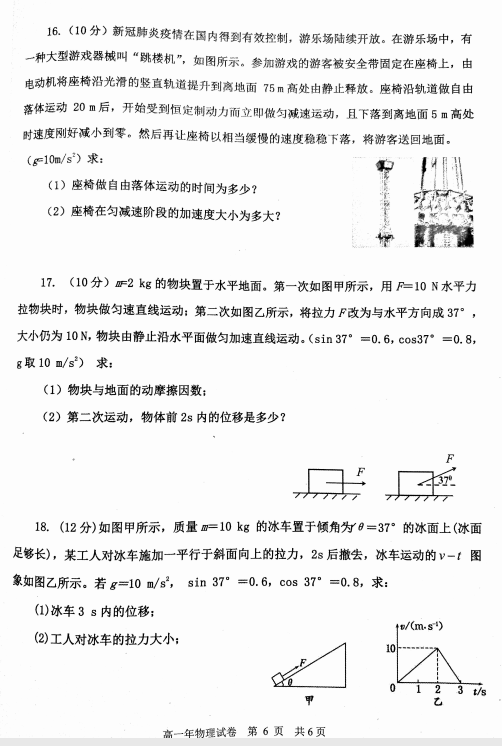 16.（10分）新冠肺炎疫情在国内得到有效控制，游乐场陆续开放。在游乐场中，有
一种大型游戏器械叫“跳楼机”，如图所示。参加游戏的游客被安全带固定在座椅上，由
电动机将座椅沿光滑的竖直轨道提升到离地面 75 m高处由静止释放。座椅沿轨道做自由
落体运动 20 m后，开始受到恒定制动力而立即做匀减速运动，且下落到离地面 5 m高处
时速度刚好减小到零。然后再让座椅以相当缓慢的速度稳稳下落，将游客送回地面。
（g=10m/s²）求：
（1）座椅做自由落体运动的时间为多少？
（2）座椅在匀减速阶段的加速度大小为多大？
17. （10分）m=2 kg的物块置于水平地面。第一次如图甲所示，用 F＝10 N水平力
拉物块时，物块做匀速直线运动；第二次如图乙所示，将拉力 F改为与水平方向成 37°，
大小仍为 10 N，物块由静止沿水平面做匀加速直线运动。（sin 37° ＝0.6，cos37° ＝0.8，
g取 10 m/s²） 求：
（1）物块与地面的动摩擦因数；
（2）第二次运动，物体前 2s 内的位移是多少？
F
F
37°
18. （12分）如图甲所示，质量 m＝10 kg 的冰车置于倾角为 θ＝37° 的冰面上（冰面
足够长），某工人对冰车施加一平行于斜面向上的拉力，2s 后撤去，冰车运动的 v－t 图
象如图乙所示。若 g＝10 m/s²， sin 37° ＝0.6，cos 37° ＝0.8，求：
(1)冰车 3 s 内的位移；
(2)工人对冰车的拉力大小；
F
θ
甲
v/(m·s⁻¹)
10
0 1 2 3 t/s
乙
高一年物理试卷 第 6 页 共 6 页